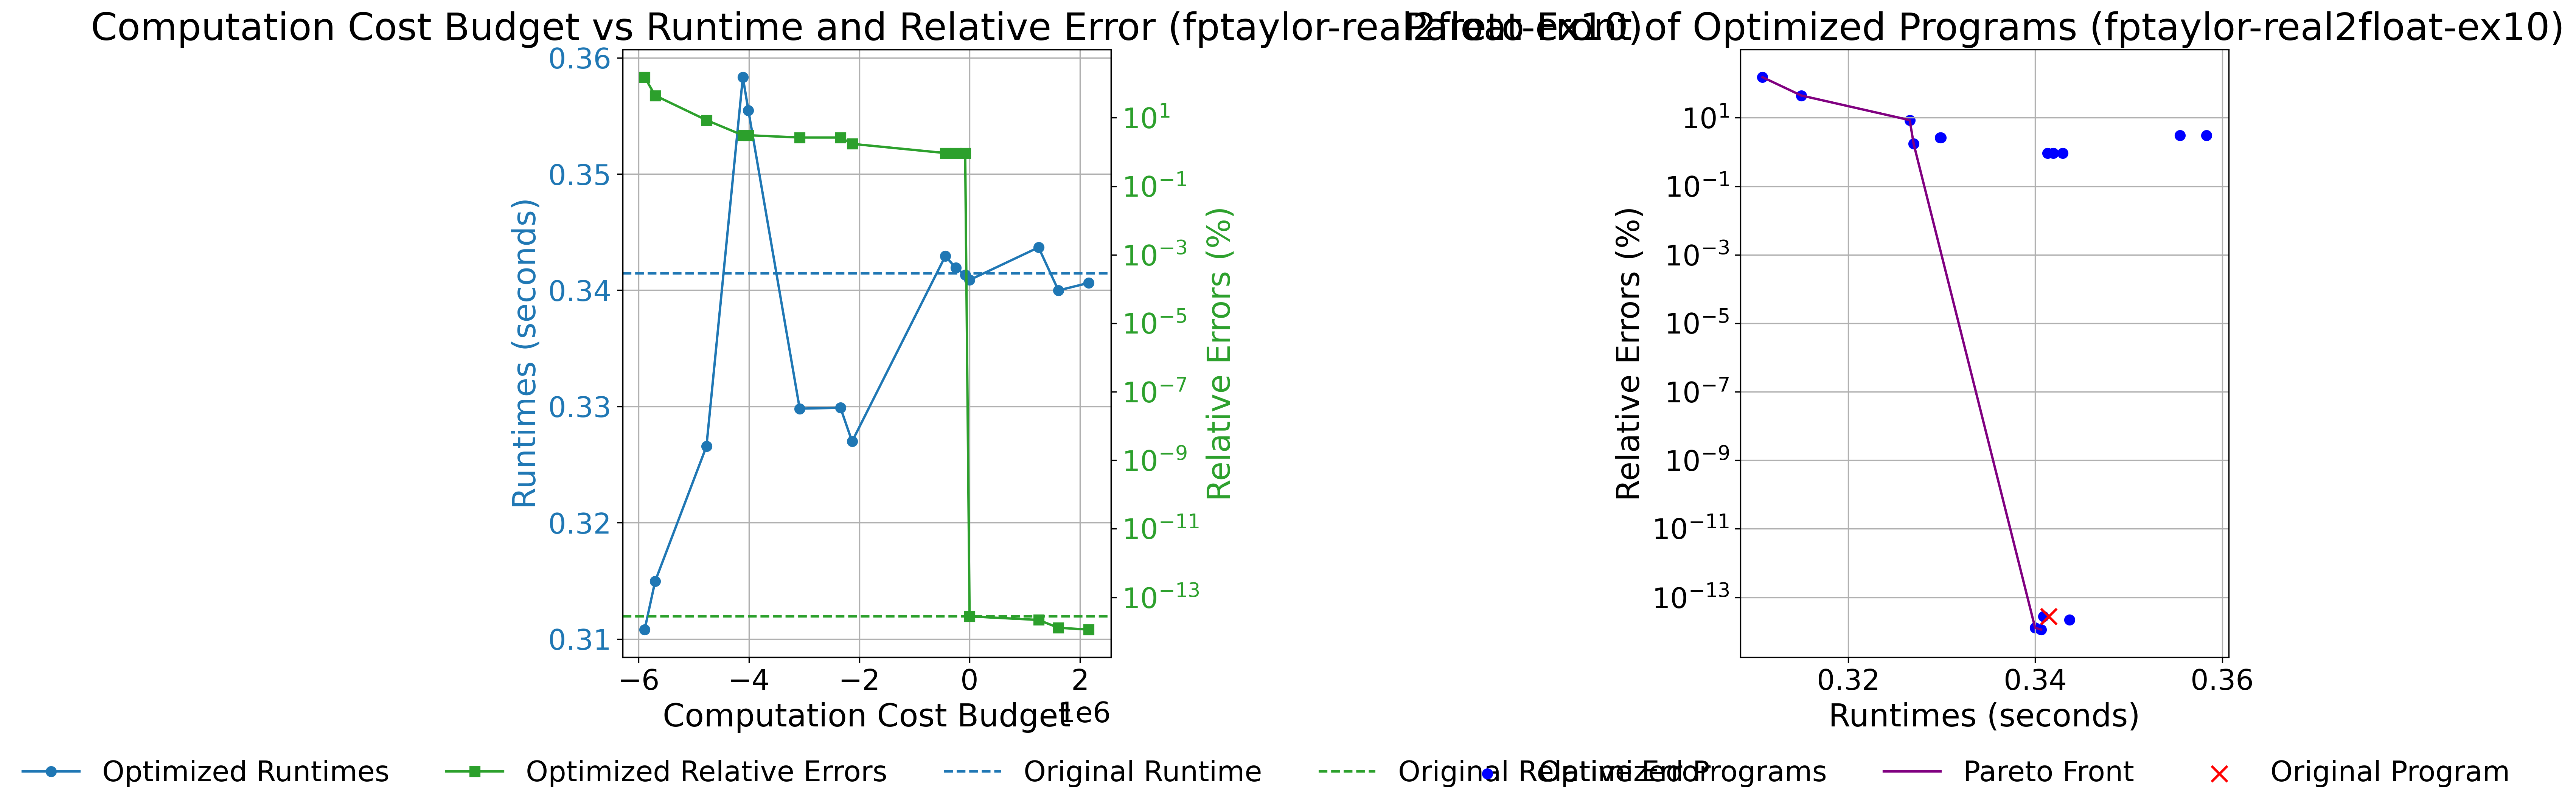 Computation Cost Budget vs Runtime and Relative Error (fptaylor-real2float-ex10)
Pareto Front of Optimized Programs (fptaylor-real2float-ex10)
Runtimes (seconds)
0.36
0.35
0.34
0.33
0.32
0.31
−6
−4
−2
0
2
1e6
Computation Cost Budget
10^1
10^−1
10^−3
10^−5
10^−7
10^−9
10^−11
10^−13
Relative Errors (%)
Relative Errors (%)
10^1
10^−1
10^−3
10^−5
10^−7
10^−9
10^−11
10^−13
0.32
0.34
0.36
Runtimes (seconds)
Optimized Runtimes
Optimized Relative Errors
Original Runtime
Original Relative Error
Optimized Programs
Pareto Front
Original Program